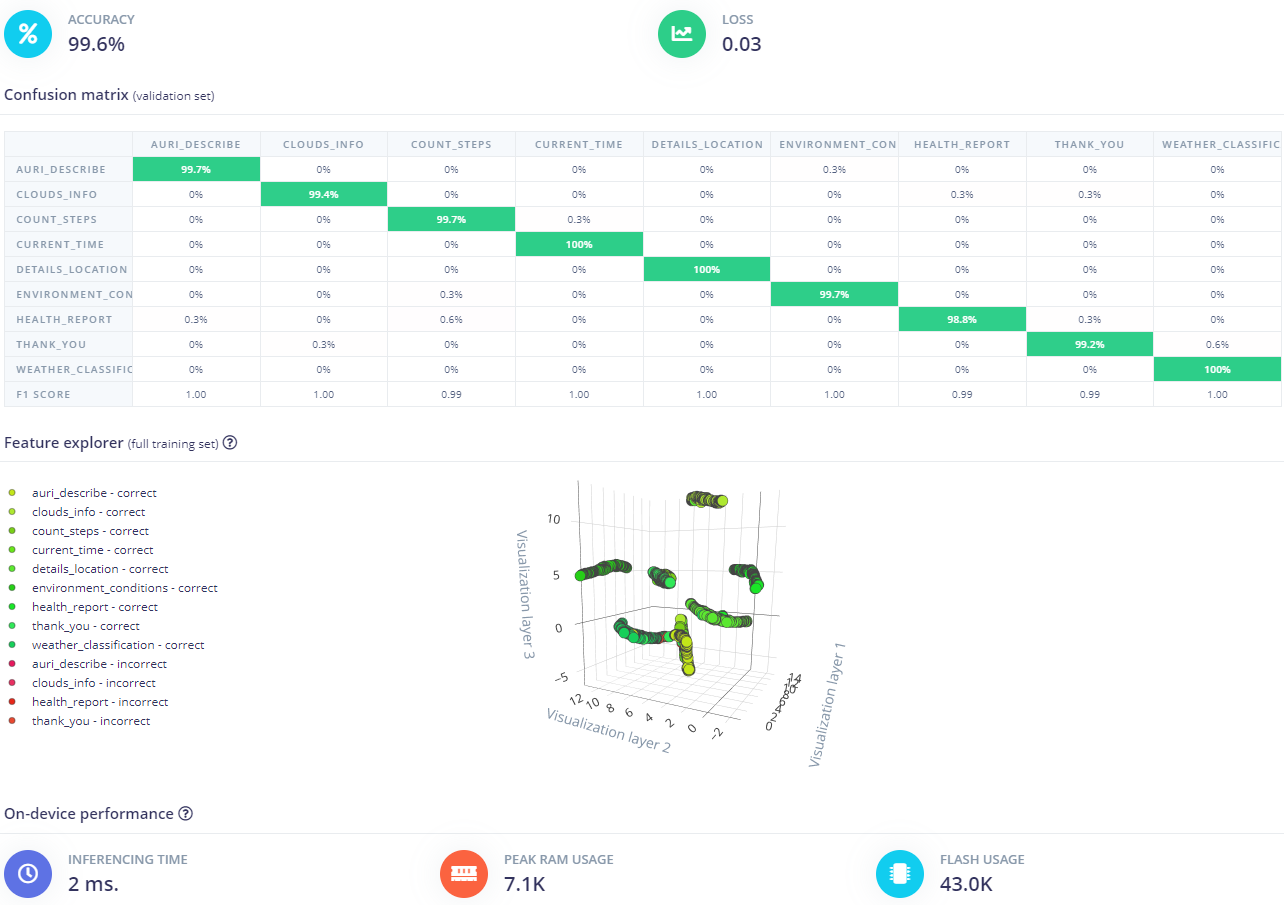 ACCURACY LOSS
99.6% 0.03
Confusion matrix (validation set)
AURI_DESCRIBE CLOUDS_INFO COUNT_STEPS CURRENT_TIME DETAILS_LOCATION ENVIRONMENT_CON HEALTH_REPORT THANK_YOU WEATHER_CLASSIFIC
AURI_DESCRIBE 99.7% 0% 0% 0% 0% 0.3% 0% 0% 0%
CLOUDS_INFO 0% 99.4% 0% 0% 0% 0% 0.3% 0.3% 0%
COUNT_STEPS 0% 0% 99.7% 0.3% 0% 0% 0% 0% 0%
CURRENT_TIME 0% 0% 0% 100% 0% 0% 0% 0% 0%
DETAILS_LOCATION 0% 0% 0% 0% 100% 0% 0% 0% 0%
ENVIRONMENT_CON 0% 0% 0.3% 0% 0% 99.7% 0% 0% 0%
HEALTH_REPORT 0.3% 0% 0.6% 0% 0% 0% 98.8% 0.3% 0%
THANK_YOU 0% 0.3% 0% 0% 0% 0% 0% 99.2% 0.6%
WEATHER_CLASSIFIC 0% 0% 0% 0% 0% 0% 0% 0% 100%
F1 SCORE 1.00 1.00 0.99 1.00 1.00 1.00 0.99 0.99 1.00
Feature explorer (full training set) ?
auri_describe - correct
clouds_info - correct
count_steps - correct
current_time - correct
details_location - correct
environment_conditions - correct
health_report - correct
thank_you - correct
weather_classification - correct
auri_describe - incorrect
clouds_info - incorrect
health_report - incorrect
thank_you - incorrect
10
5
0
−5
Visualization layer 3
12 10 8 6 4 2 0 −2
Visualization layer 2
14
0
2
4
Visualization layer 1
On-device performance ?
INFERENCING TIME PEAK RAM USAGE FLASH USAGE
2 ms. 7.1K 43.0K